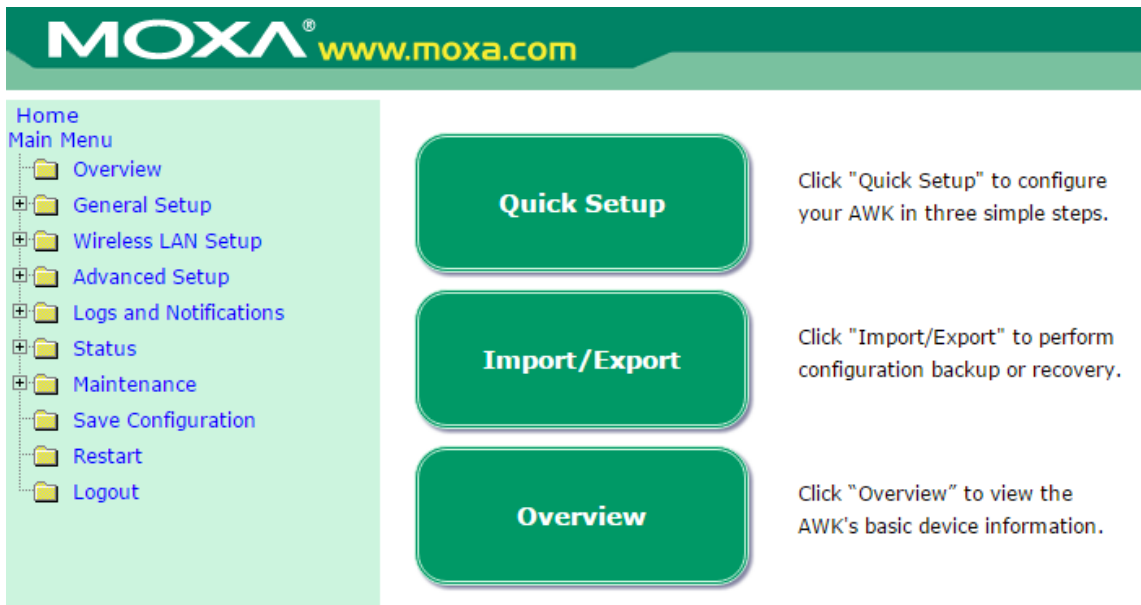 MOXA® www.moxa.com
Home
Main Menu
Overview
General Setup
Wireless LAN Setup
Advanced Setup
Logs and Notifications
Status
Maintenance
Save Configuration
Restart
Logout
Quick Setup
Click "Quick Setup" to configure
your AWK in three simple steps.
Import/Export
Click "Import/Export" to perform
configuration backup or recovery.
Overview
Click “Overview” to view the
AWK's basic device information.